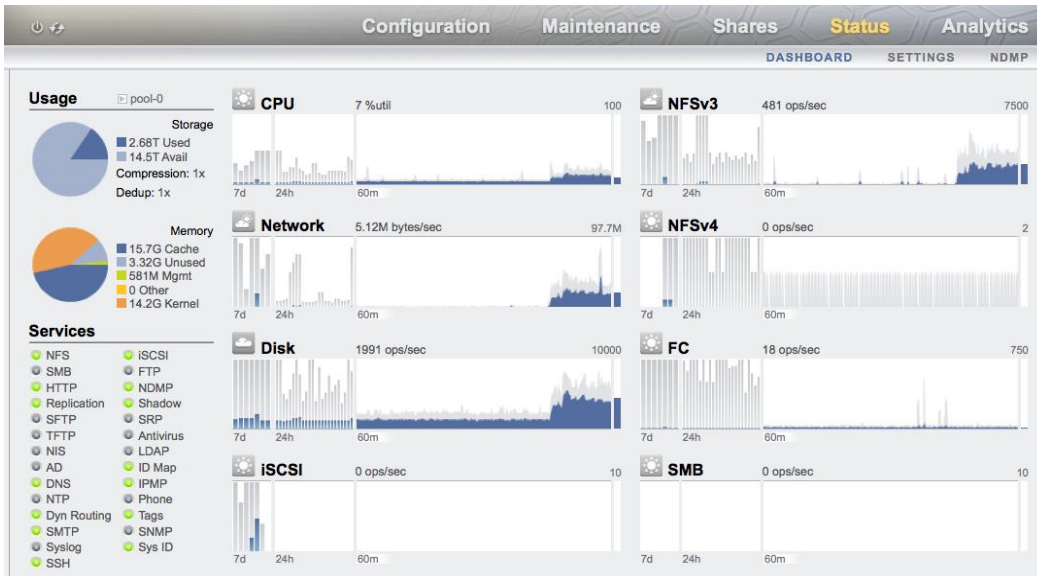 Configuration Maintenance Shares Status Analytics
DASHBOARD SETTINGS NDMP
Usage pool-0
Storage
2.68T Used
14.5T Avail
Compression: 1x
Dedup: 1x
Memory
15.7G Cache
3.32G Unused
581M Mgmt
0 Other
14.2G Kernel
Services
NFS iSCSI
SMB FTP
HTTP NDMP
Replication Shadow
SFTP SRP
TFTP Antivirus
NIS LDAP
AD ID Map
DNS IPMP
NTP Phone
Dyn Routing Tags
SMTP SNMP
Syslog Sys ID
SSH
CPU 7 %util 100
7d 24h 60m
Network 5.12M bytes/sec 97.7M
7d 24h 60m
Disk 1991 ops/sec 10000
7d 24h 60m
iSCSI 0 ops/sec 10
7d 24h 60m
NFSv3 481 ops/sec 7500
7d 24h 60m
NFSv4 0 ops/sec 2
7d 24h 60m
FC 18 ops/sec 750
7d 24h 60m
SMB 0 ops/sec 10
7d 24h 60m